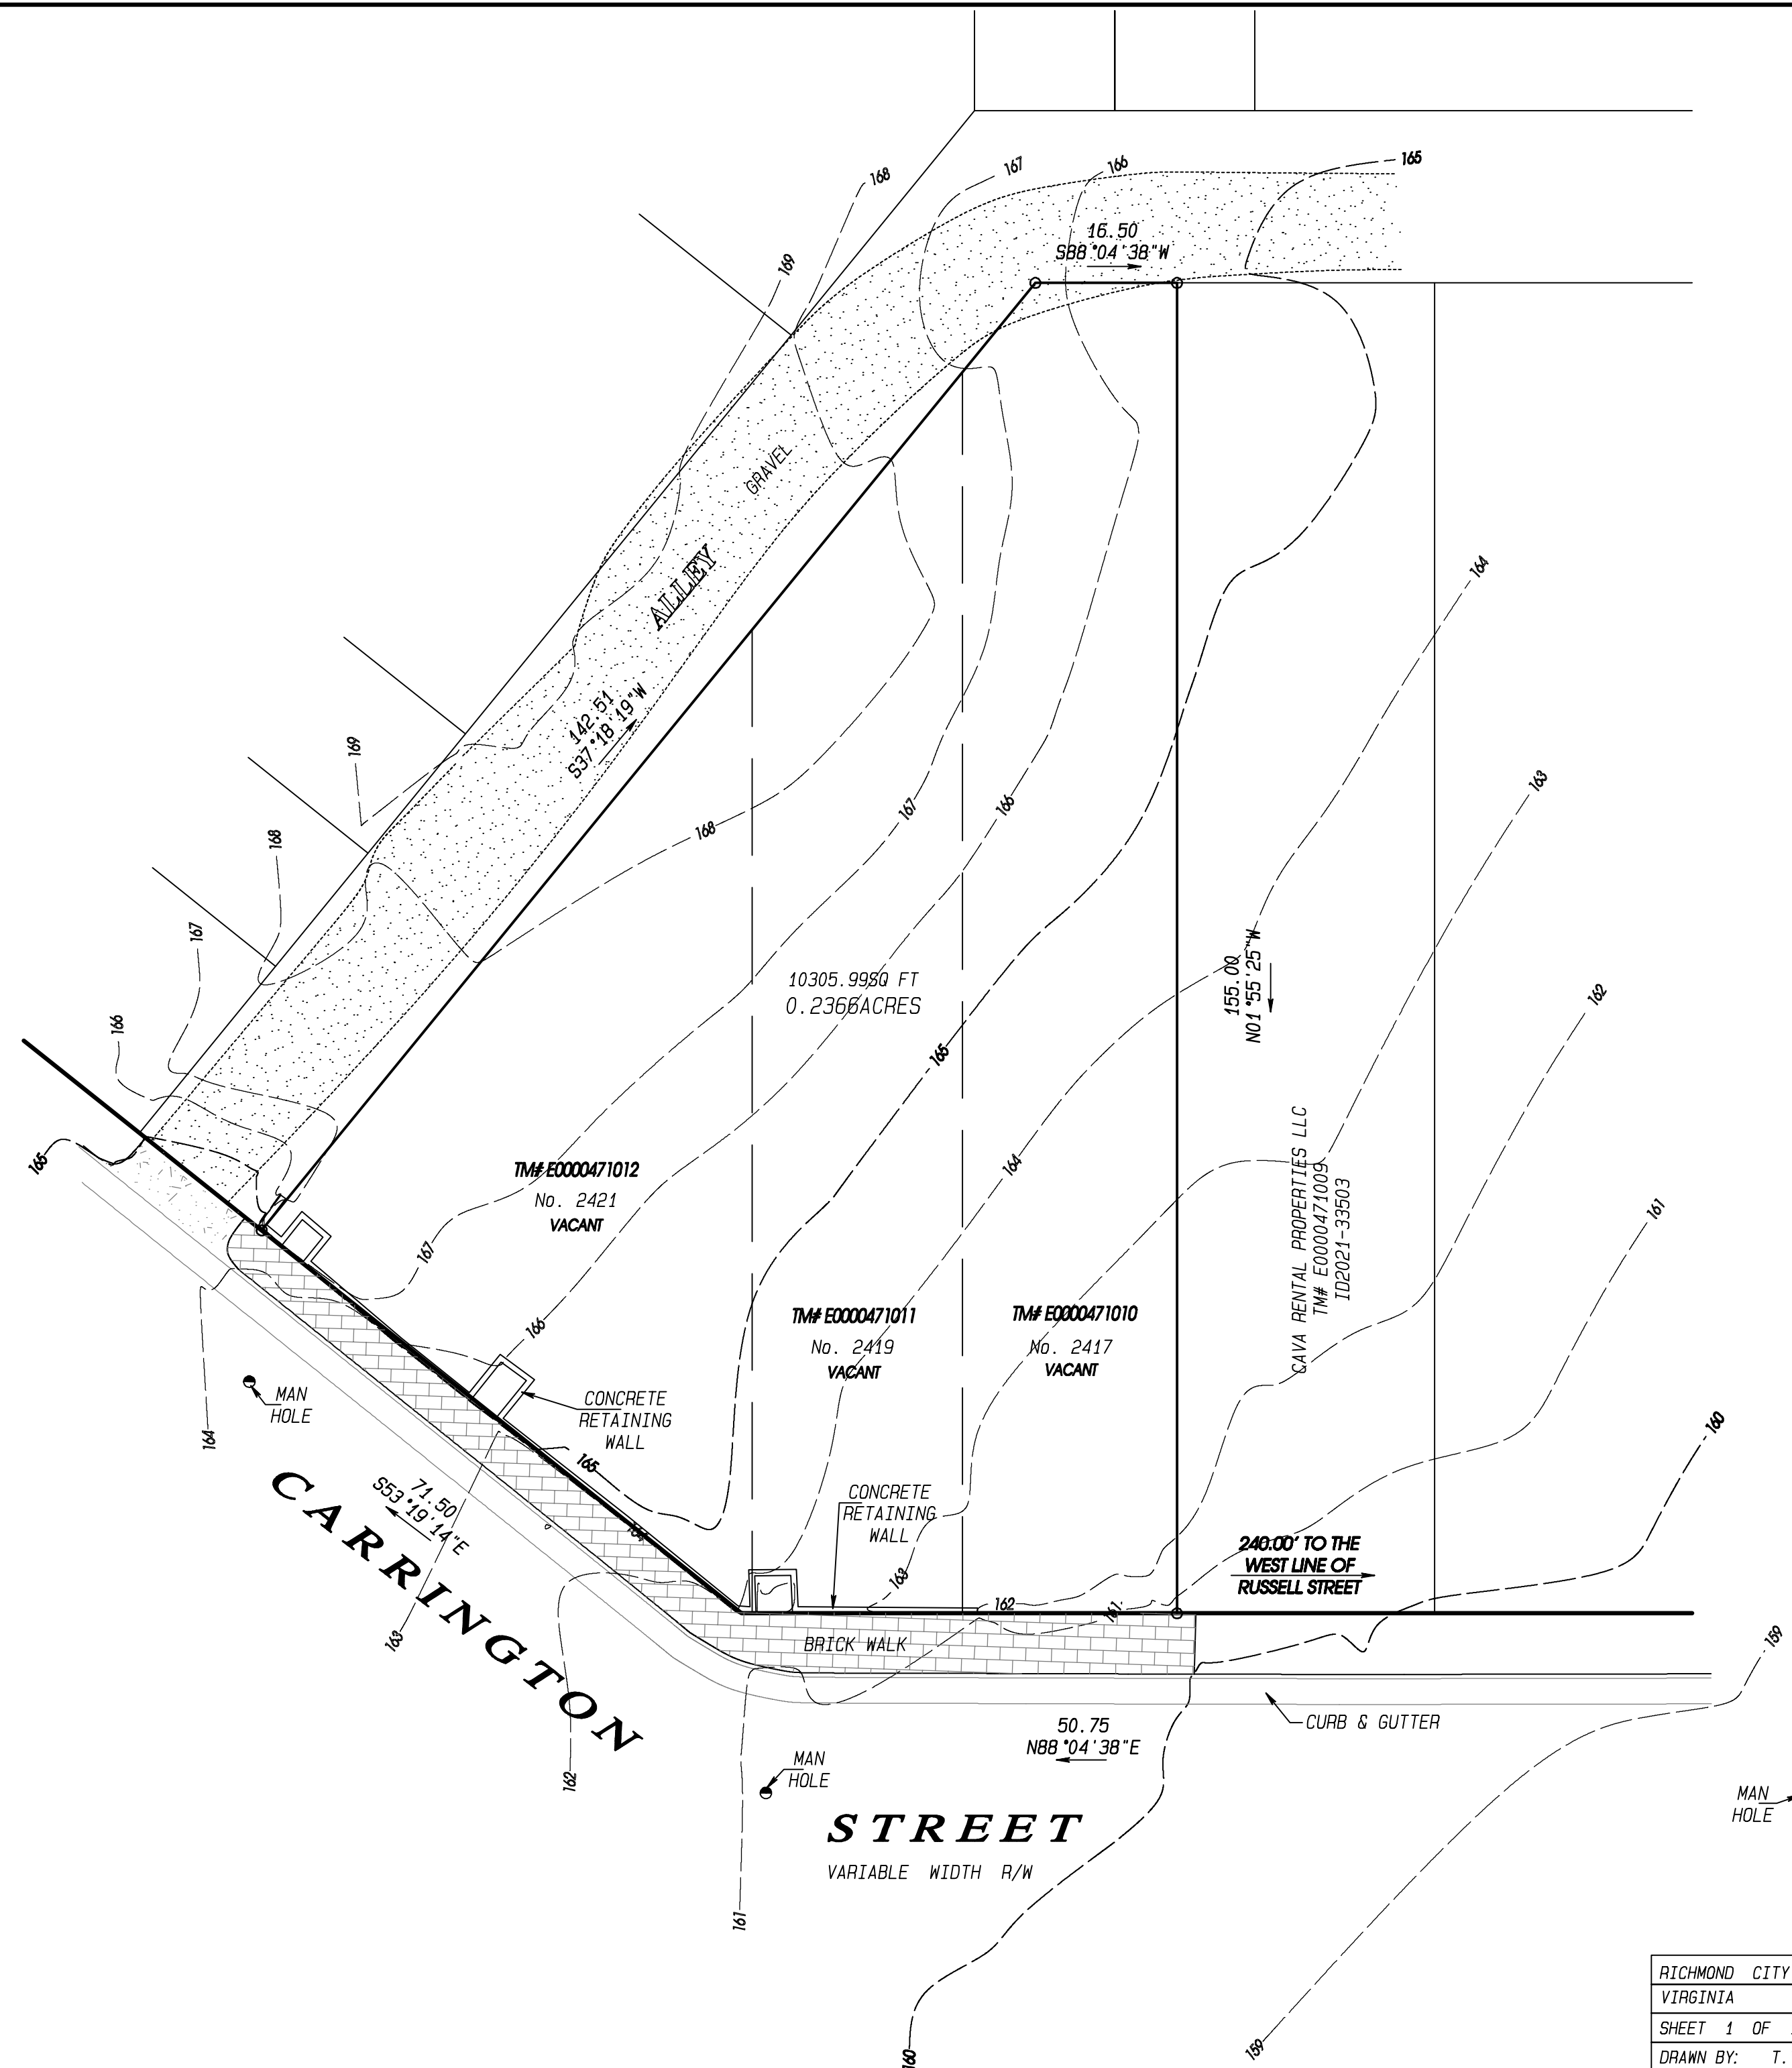 168
167
166
165
16.50
S88°04'38"W
169
GRAVEL
ALLEY
142.51
S37°18'19"W
164
169
163
168
167
166
168
167
166
10305.99SQ FT
0.2366ACRES
155.00
N01°55'25"W
162
165
166
165
TM# E0000471012
No. 2421
VACANT
164
CAVA RENTAL PROPERTIES LLC
TM# E0000471009
ID2021-33503
161
167
166
TM# E0000471011
No. 2419
VACANT
TM# E0000471010
No. 2417
VACANT
MAN
HOLE
CONCRETE
RETAINING
WALL
164
160
165
71.50
S53°19'14"E
CONCRETE
RETAINING
WALL
164
163
162
161
240.00' TO THE
WEST LINE OF
RUSSELL STREET
CARRINGTON
163
BRICK WALK
159
50.75
N88°04'38"E
CURB & GUTTER
162
MAN
HOLE
MAN
HOLE
STREET
VARIABLE WIDTH R/W
161
160
159
RICHMOND CITY
VIRGINIA
SHEET 1 OF
DRAWN BY: T.